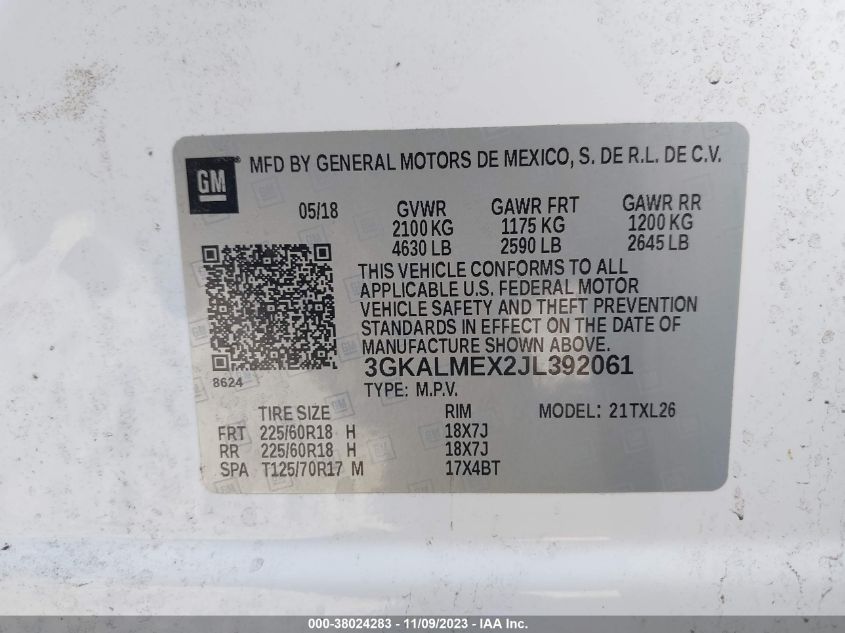 GM
MFD BY GENERAL MOTORS DE MEXICO, S. DE R.L. DE C.V.
05/18 GVWR GAWR FRT GAWR RR
2100 KG 1175 KG 1200 KG
4630 LB 2590 LB 2645 LB
THIS VEHICLE CONFORMS TO ALL
APPLICABLE U.S. FEDERAL MOTOR
VEHICLE SAFETY AND THEFT PREVENTION
STANDARDS IN EFFECT ON THE DATE OF
MANUFACTURE SHOWN ABOVE.
8624
3GKALMEX2JL392061
TYPE: M.P.V.
TIRE SIZE RIM MODEL: 21TXL26
FRT 225/60R18 H 18X7J
RR 225/60R18 H 18X7J
SPA T125/70R17 M 17X4BT
000-38024283 - 11/09/2023 - IAA Inc.